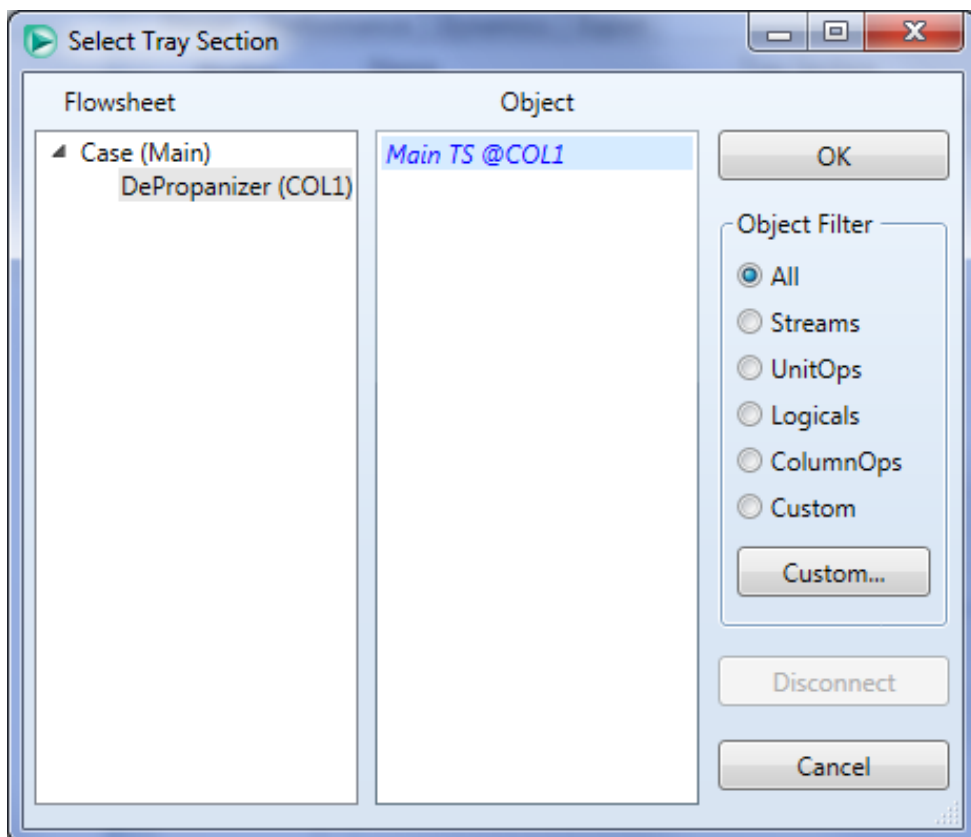 Select Tray Section
Flowsheet
Object
Case (Main)
DePropanizer (COL1)
Main TS @COL1
OK
Object Filter
All
Streams
UnitOps
Logicals
ColumnOps
Custom
Custom...
Disconnect
Cancel